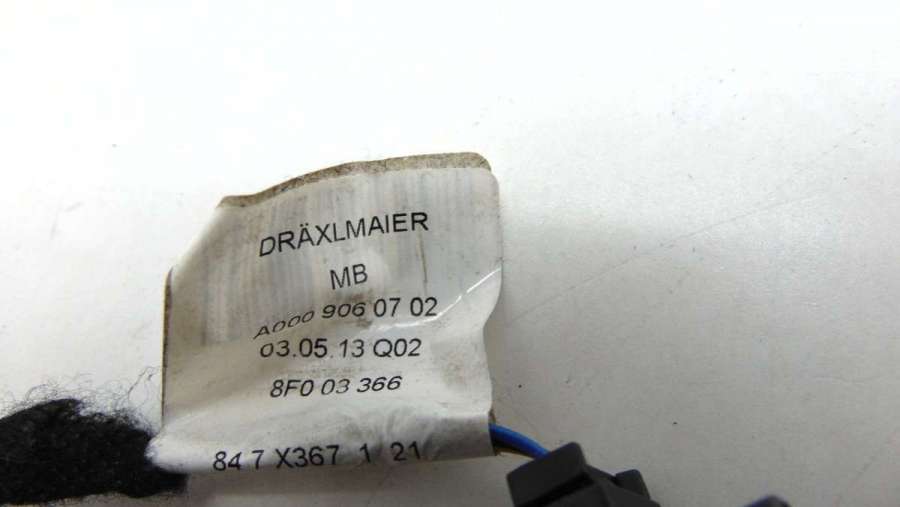 DRÄXLMAIER
MB
A000 906 07 02
03.05.13 Q02
8F0 03 366
84 7 X367 1 21